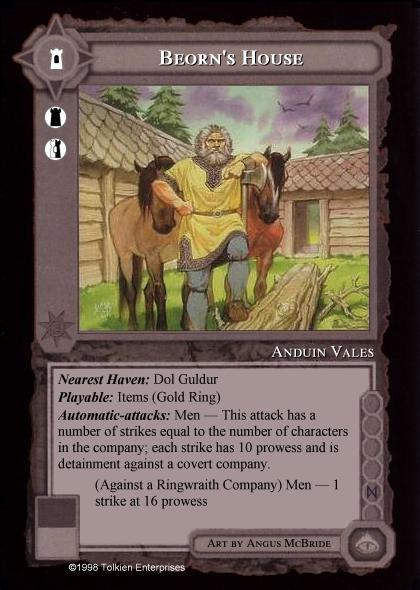 BEORN'S HOUSE
ANDUIN VALES
Nearest Haven: Dol Guldur
Playable: Items (Gold Ring)
Automatic-attacks: Men — This attack has a
number of strikes equal to the number of characters
in the company; each strike has 10 prowess and is
detainment against a covert company.
(Against a Ringwraith Company) Men — 1
strike at 16 prowess
ART BY ANGUS MCBRIDE
©1998 Tolkien Enterprises